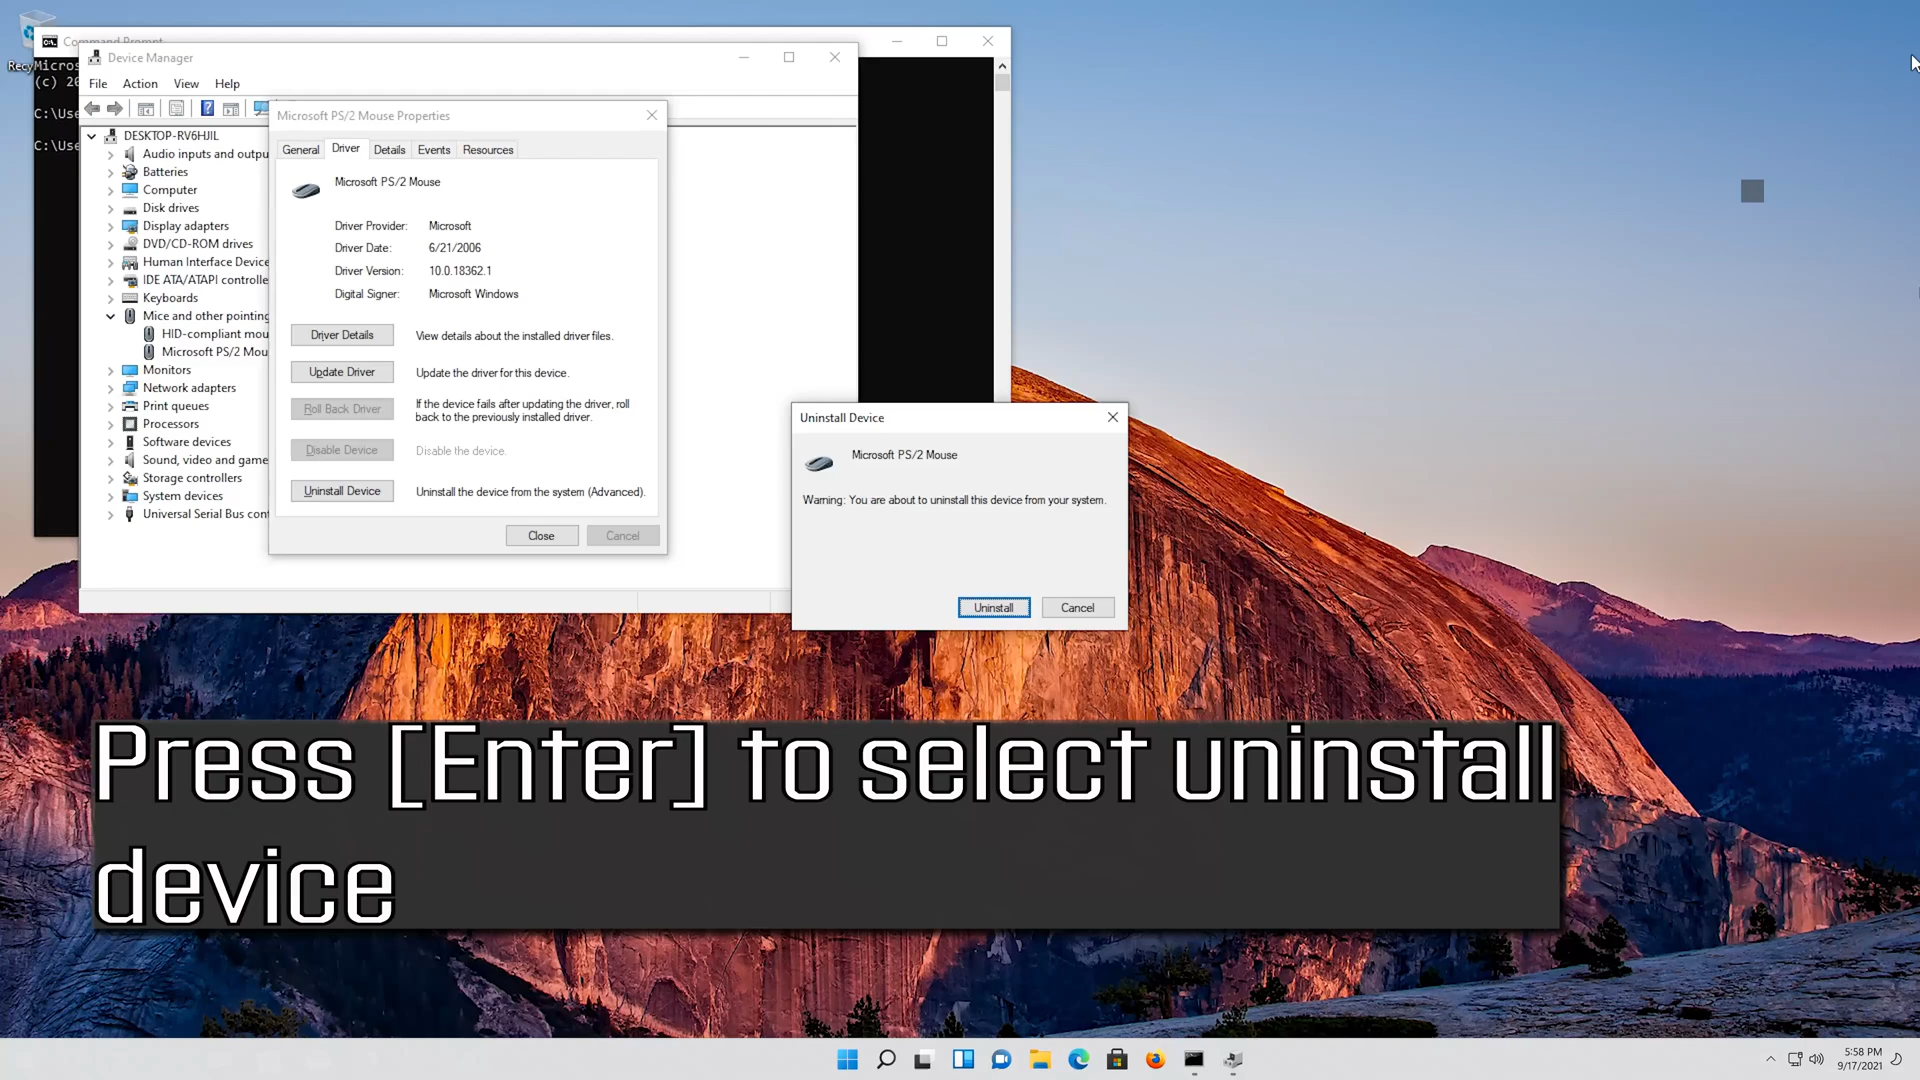 Command Prompt
Recy
Micros
(c) 20
C:\Use
C:\Use
Device Manager
File Action View Help
DESKTOP-RV6HJIL
Audio inputs and outpu
Batteries
Computer
Disk drives
Display adapters
DVD/CD-ROM drives
Human Interface Device
IDE ATA/ATAPI controlle
Keyboards
Mice and other pointing
HID-compliant mou
Microsoft PS/2 Mou
Monitors
Network adapters
Print queues
Processors
Software devices
Sound, video and game
Storage controllers
System devices
Universal Serial Bus cont
Microsoft PS/2 Mouse Properties
General Driver Details Events Resources
Microsoft PS/2 Mouse
Driver Provider: Microsoft
Driver Date: 6/21/2006
Driver Version: 10.0.18362.1
Digital Signer: Microsoft Windows
Driver Details View details about the installed driver files.
Update Driver Update the driver for this device.
Roll Back Driver If the device fails after updating the driver, roll
back to the previously installed driver.
Disable Device Disable the device.
Uninstall Device Uninstall the device from the system (Advanced).
Close Cancel
Uninstall Device
Microsoft PS/2 Mouse
Warning: You are about to uninstall this device from your system.
Uninstall Cancel
Press [Enter] to select uninstall
device
5:58 PM
9/17/2021